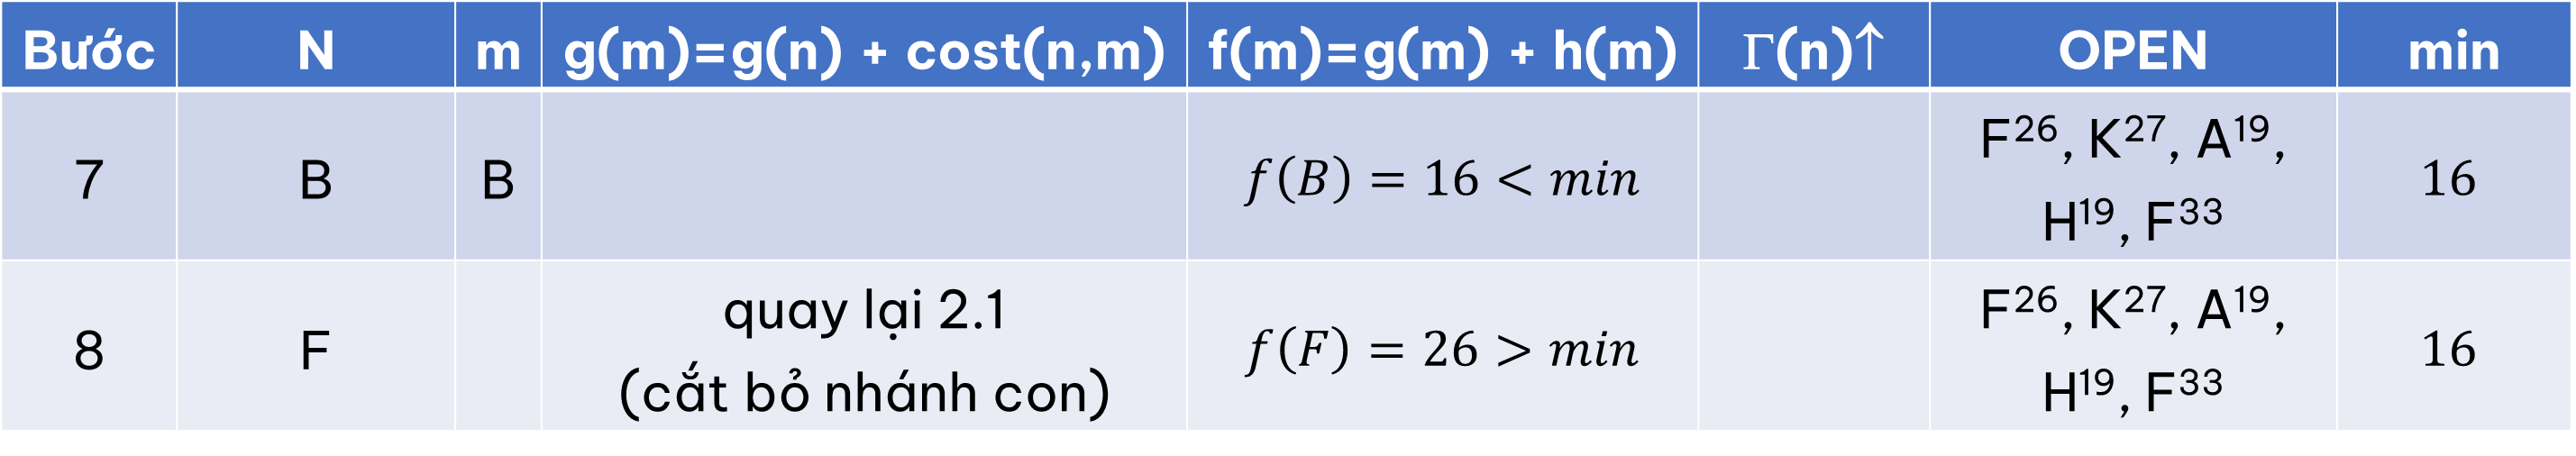 Bước N m g(m)=g(n) + cost(n,m) f(m)=g(m) + h(m) Γ(n)↑ OPEN min
7 B B f(B) = 16 < min F²⁶, K²⁷, A¹⁹, 16
H¹⁹, F³³
8 F quay lại 2.1 f(F) = 26 > min F²⁶, K²⁷, A¹⁹, 16
(cắt bỏ nhánh con) H¹⁹, F³³